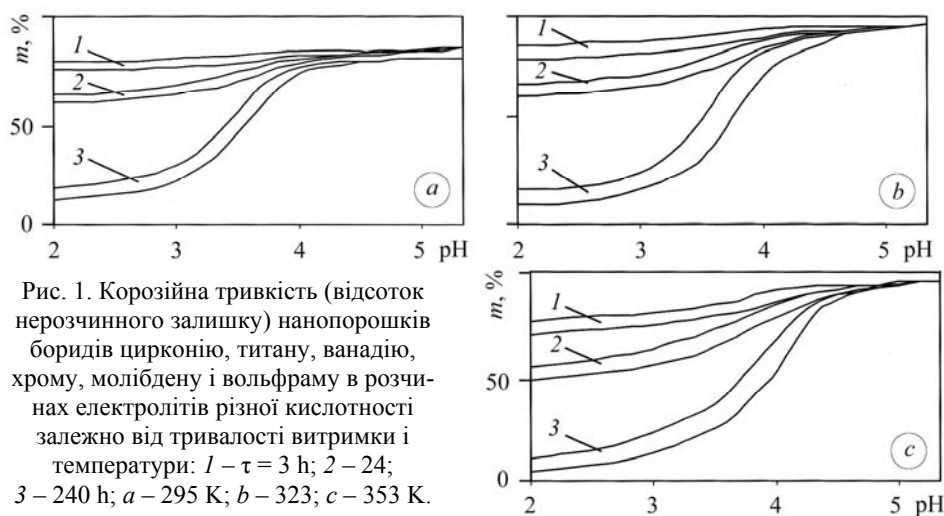 m, %
1
2
50
3
a
0
2 3 4 5 pH
m, %
1
2
3
b
2 3 4 5 pH
Рис. 1. Корозійна тривкість (відсоток
нерозчинного залишку) нанопорошків
боридів цирконію, титану, ванадію,
хрому, молібдену і вольфраму в розчи-
нах електролітів різної кислотності
залежно від тривалості витримки і
температури: 1 – τ = 3 h; 2 – 24;
3 – 240 h; a – 295 K; b – 323; c – 353 K.
m, %
1
2
50
3
c
0
2 3 4 5 pH